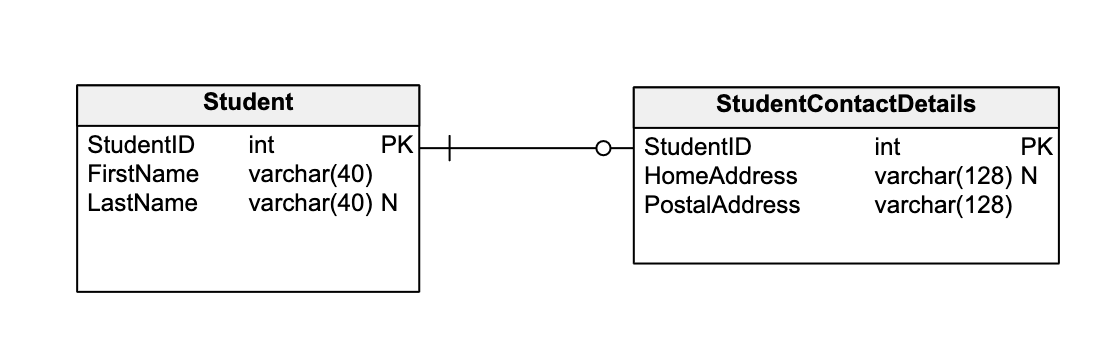 Student
StudentID int PK
FirstName varchar(40)
LastName varchar(40) N
StudentContactDetails
StudentID int PK
HomeAddress varchar(128) N
PostalAddress varchar(128)